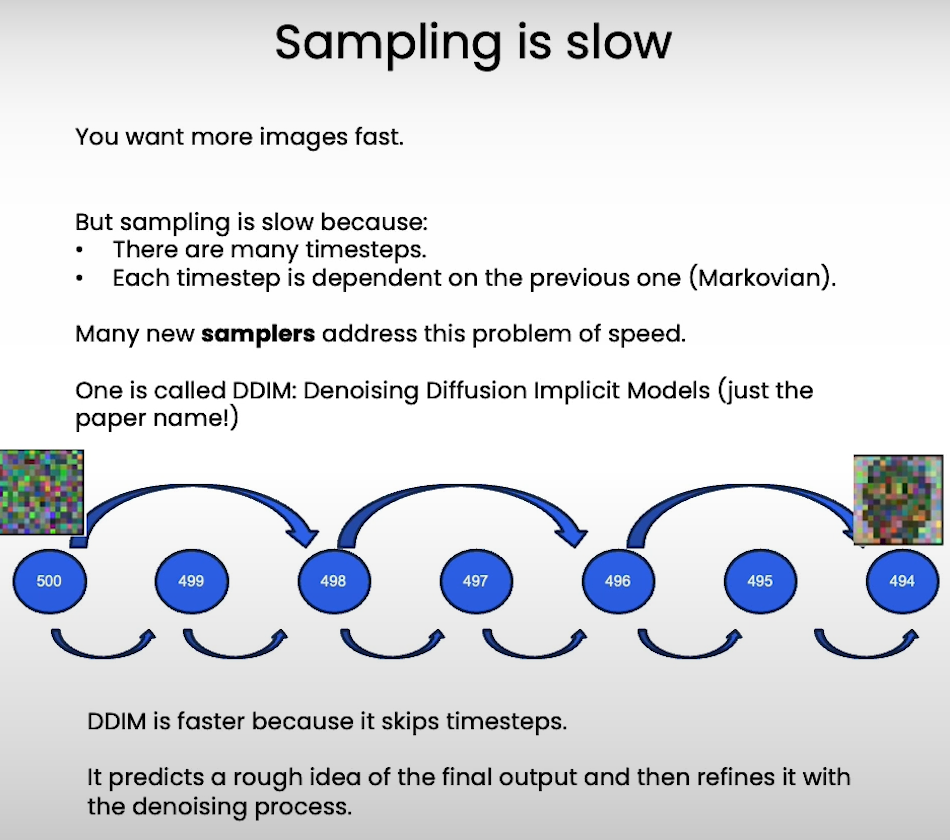 Sampling is slow
You want more images fast.
But sampling is slow because:
• There are many timesteps.
• Each timestep is dependent on the previous one (Markovian).
Many new samplers address this problem of speed.
One is called DDIM: Denoising Diffusion Implicit Models (just the
paper name!)
500 499 498 497 496 495 494
DDIM is faster because it skips timesteps.
It predicts a rough idea of the final output and then refines it with
the denoising process.